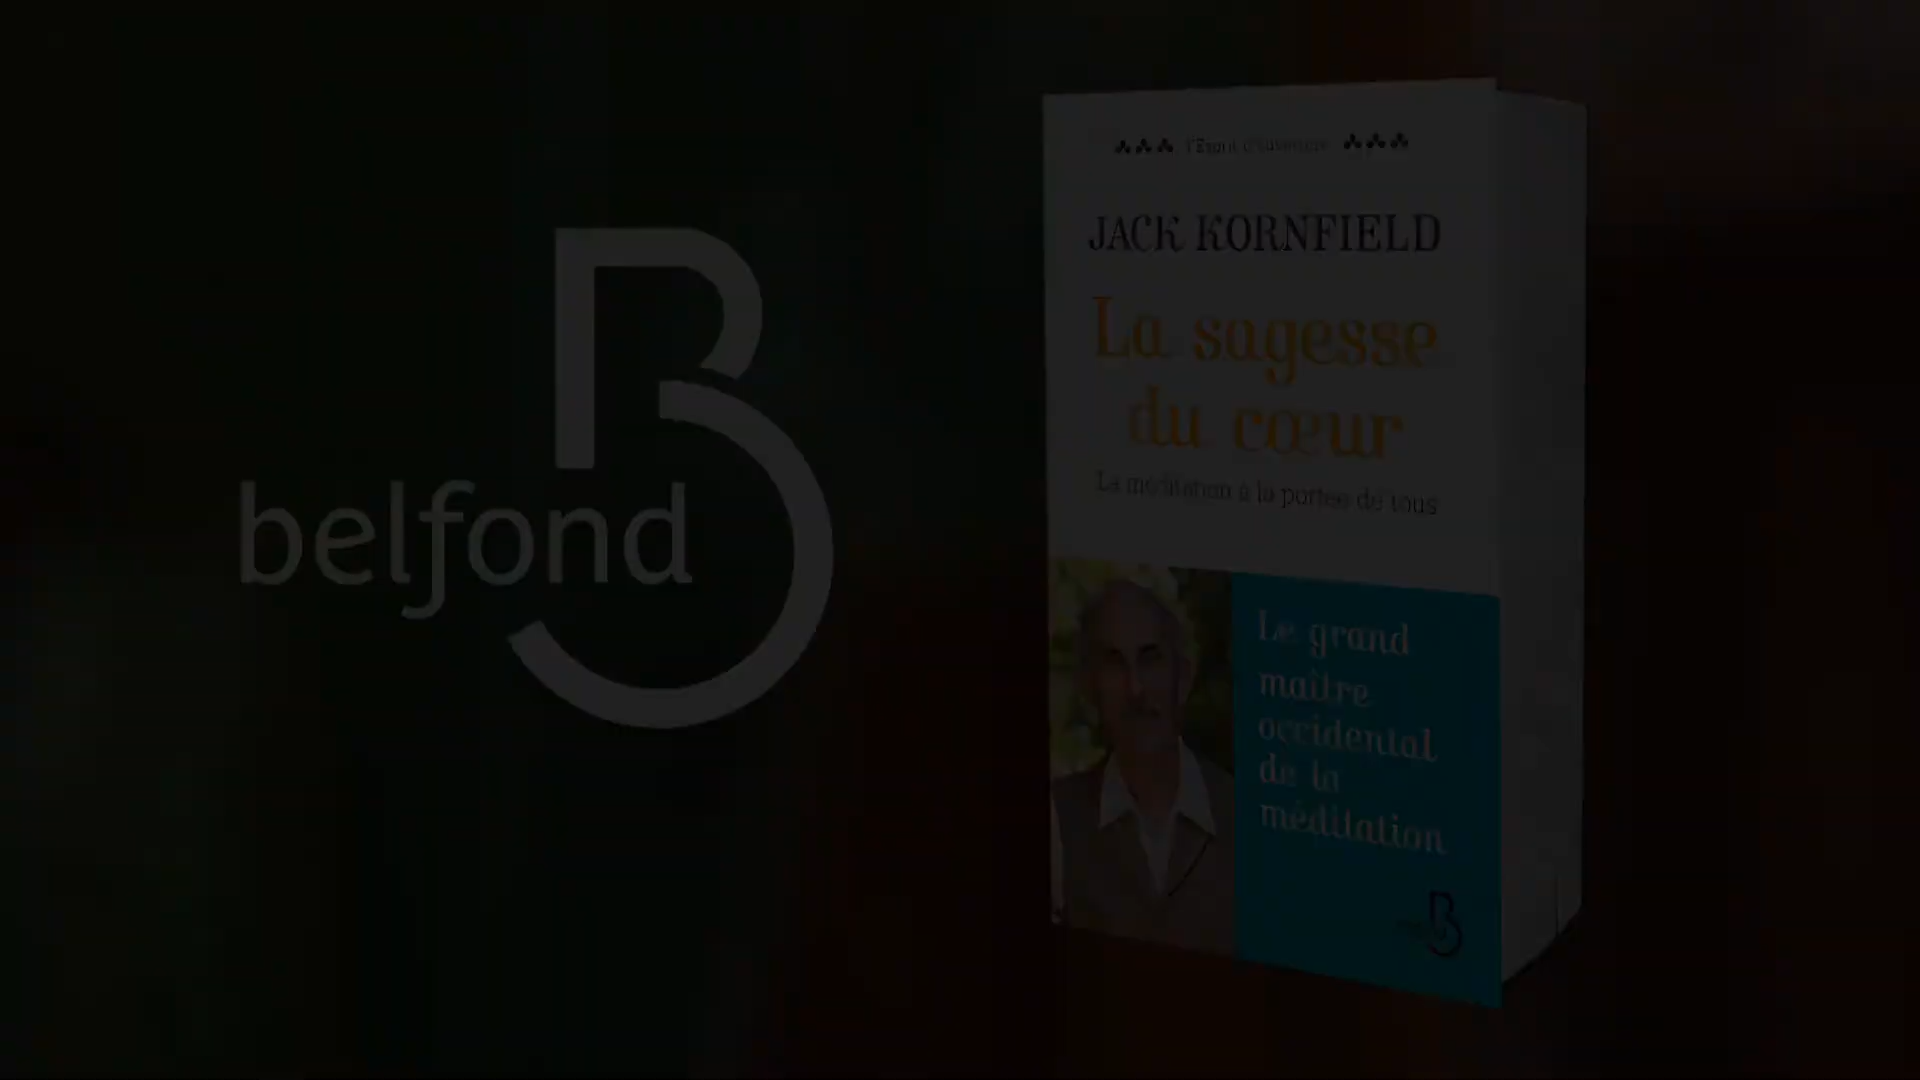 belfond
l'Esprit d'ouverture
JACK KORNFIELD
La sagesse
du cœur
La méditation à la portée de tous
Le grand
maître
occidental
de la
méditation